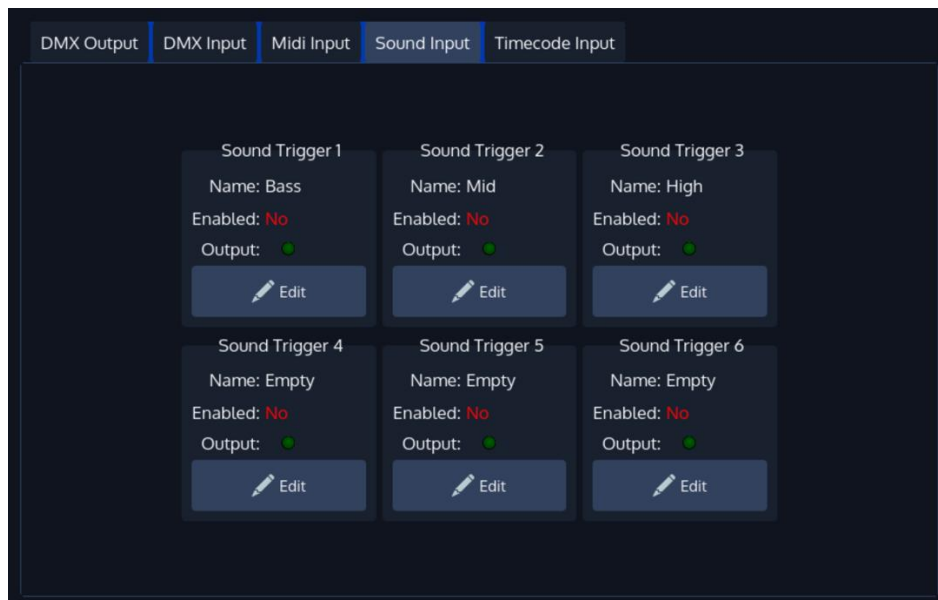 DMX Output DMX Input Midi Input Sound Input Timecode Input
Sound Trigger 1 Sound Trigger 2 Sound Trigger 3
Name: Bass Name: Mid Name: High
Enabled: No Enabled: No Enabled: No
Output: Output: Output:
Edit Edit Edit
Sound Trigger 4 Sound Trigger 5 Sound Trigger 6
Name: Empty Name: Empty Name: Empty
Enabled: No Enabled: No Enabled: No
Output: Output: Output:
Edit Edit Edit